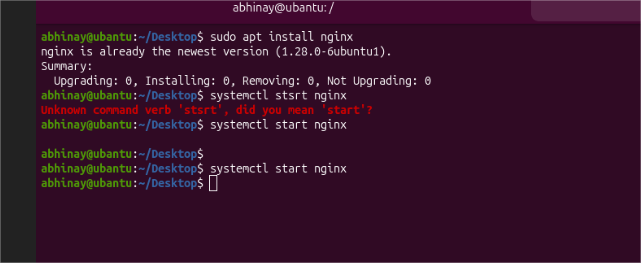 abhinay@ubantu: /
abhinay@ubantu:~/Desktop$ sudo apt install nginx
nginx is already the newest version (1.28.0-6ubuntu1).
Summary:
  Upgrading: 0, Installing: 0, Removing: 0, Not Upgrading: 0
abhinay@ubantu:~/Desktop$ systemctl stsrt nginx
Unknown command verb 'stsrt', did you mean 'start'?
abhinay@ubantu:~/Desktop$ systemctl start nginx
abhinay@ubantu:~/Desktop$
abhinay@ubantu:~/Desktop$ systemctl start nginx
abhinay@ubantu:~/Desktop$